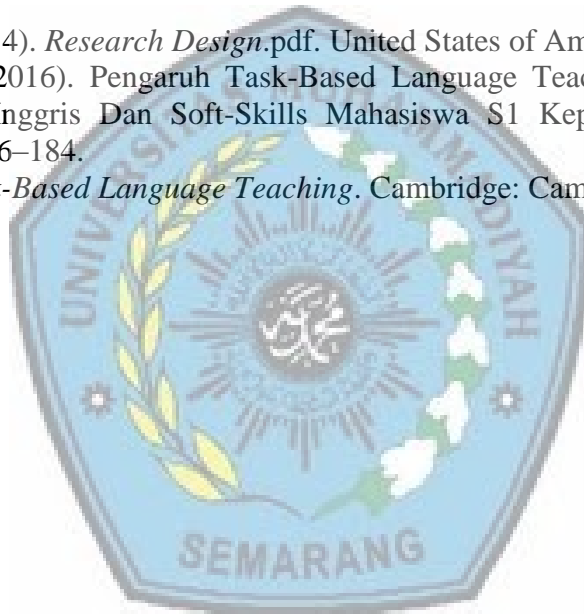 4). Research Design.pdf. United States of Am
2016). Pengaruh Task-Based Language Teac
nggris Dan Soft-Skills Mahasiswa S1 Kep
6–184.
-Based Language Teaching. Cambridge: Cam
UNIVERSITAS MUHAMMADIYAH
SEMARANG